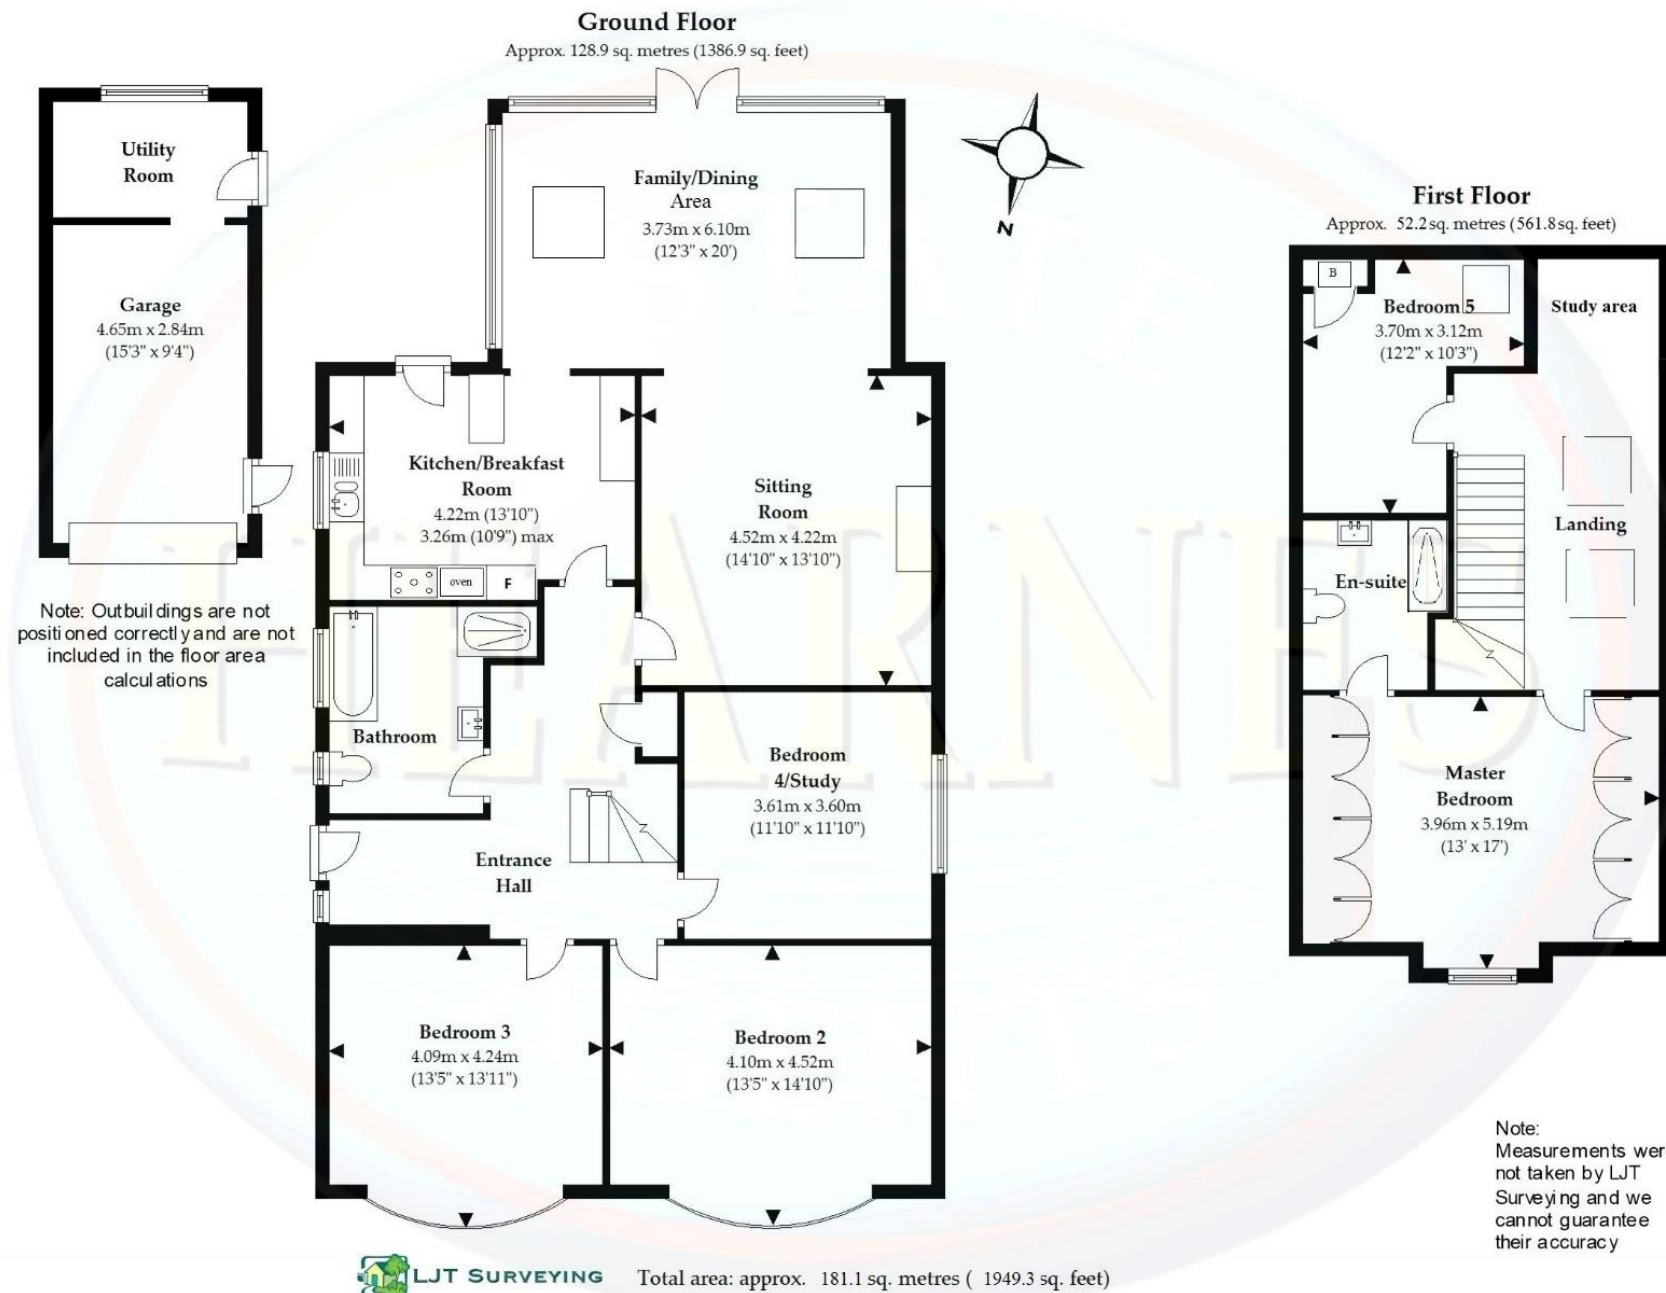 Ground Floor
Approx. 128.9 sq. metres (1386.9 sq. feet)
Utility
Room
Garage
4.65m x 2.84m
(15'3" x 9'4")
Note: Outbuildings are not
positioned correctly and are not
included in the floor area
calculations
Family/Dining
Area
3.73m x 6.10m
(12'3" x 20')
N
Kitchen/Breakfast
Room
4.22m (13'10")
3.26m (10'9") max
oven
F
Sitting
Room
4.52m x 4.22m
(14'10" x 13'10")
Bathroom
Bedroom
4/Study
3.61m x 3.60m
(11'10" x 11'10")
Entrance
Hall
Bedroom 3
4.09m x 4.24m
(13'5" x 13'11")
Bedroom 2
4.10m x 4.52m
(13'5" x 14'10")
First Floor
Approx. 52.2 sq. metres (561.8 sq. feet)
B
Bedroom 5
3.70m x 3.12m
(12'2" x 10'3")
Study area
Landing
En-suite
Master
Bedroom
3.96m x 5.19m
(13' x 17')
Note:
Measurements wer
not taken by LJT
Surveying and we
cannot guarantee
their accuracy
HEARNES
LJT SURVEYING
Total area: approx. 181.1 sq. metres ( 1949.3 sq. feet)